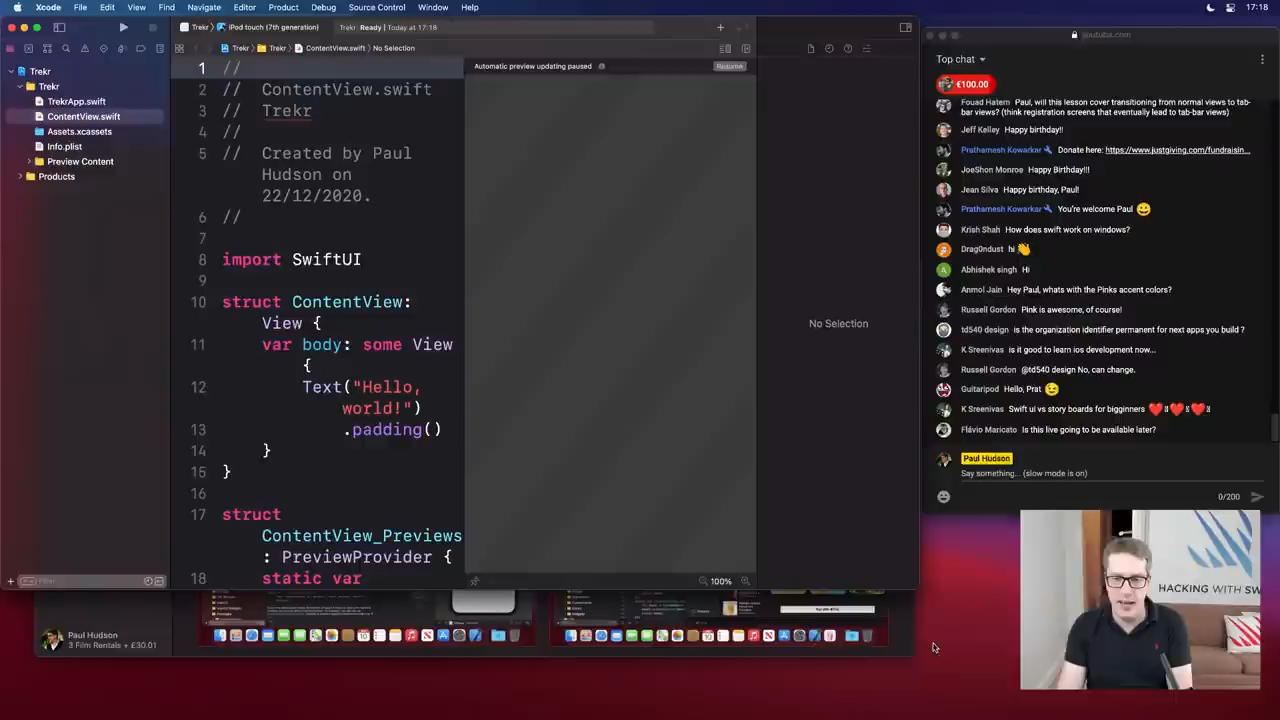 Xcode File Edit View Find Navigate Editor Product Debug Source Control Window Help 17:18
Trekr iPod touch (7th generation) Trekr Ready | Today at 17:18
Trekr Trekr ContentView.swift No Selection
Trekr
Trekr
TrekrApp.swift
ContentView.swift
Assets.xcassets
Info.plist
Preview Content
Products
1 //
2 // ContentView.swift
3 // Trekr
4 //
5 // Created by Paul
Hudson on
22/12/2020.
6 //
7
8 import SwiftUI
9
10 struct ContentView:
View {
11 var body: some View
{
12 Text("Hello,
world!")
13 .padding()
14 }
15 }
16
17 struct
ContentView_Previews
: PreviewProvider {
18 static var
Filter
Automatic preview updating paused Resume
100%
No Selection
youtube.com
Top chat
€100.00
Fouad Hatem Paul, will this lesson cover transitioning from normal views to tab-
bar views? (think registration screens that eventually lead to tab-bar views)
Jeff Kelley Happy birthday!!
Prathamesh Kowarkar Donate here: https://www.justgiving.com/fundraisin...
JoeShon Monroe Happy Birthday!!!
Jean Silva Happy birthday, Paul!
Prathamesh Kowarkar You're welcome Paul 😀
Krish Shah How does swift work on windows?
Drag0ndust hi 👋
Abhishek singh Hi
Anmol Jain Hey Paul, whats with the Pinks accent colors?
Russell Gordon Pink is awesome, of course!
td540 design is the organization identifier permanent for next apps you build ?
K Sreenivas is it good to learn ios development now...
Russell Gordon @td540 design No, can change.
Guitaripod Hello, Prat 😉
K Sreenivas Swift ui vs story boards for bigginners ❤️❤️❤️
Flávio Maricato Is this live going to be available later?
Paul Hudson
Say something... (slow mode is on)
0/200
Paul Hudson
3 Film Rentals + £30.01
HACKING WITH SW